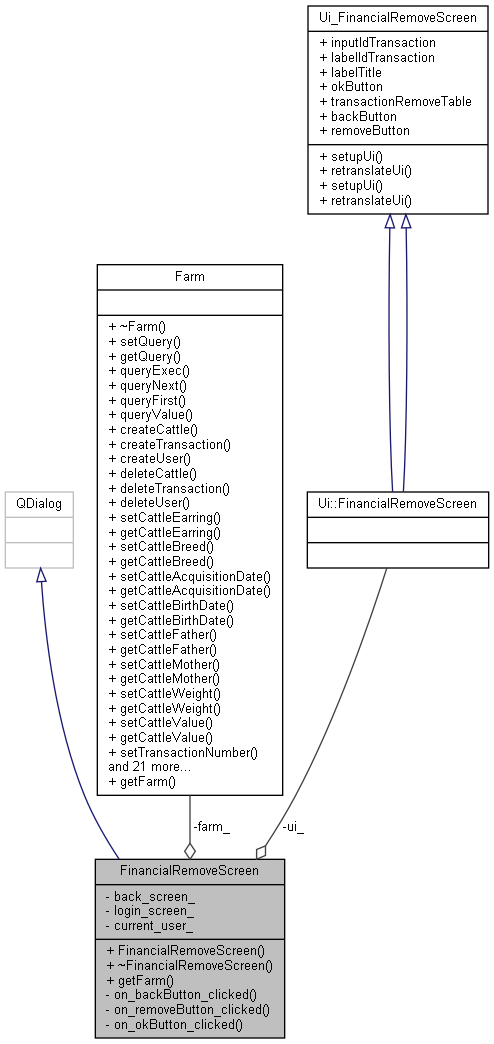 Ui_FinancialRemoveScreen
+ inputIdTransaction
+ labelIdTransaction
+ labelTitle
+ okButton
+ transactionRemoveTable
+ backButton
+ removeButton
+ setupUi()
+ retranslateUi()
+ setupUi()
+ retranslateUi()
Farm
+ ~Farm()
+ setQuery()
+ getQuery()
+ queryExec()
+ queryNext()
+ queryFirst()
+ queryValue()
+ createCattle()
+ createTransaction()
+ createUser()
+ deleteCattle()
+ deleteTransaction()
+ deleteUser()
+ setCattleEarring()
+ getCattleEarring()
+ setCattleBreed()
+ getCattleBreed()
+ setCattleAcquisitionDate()
+ getCattleAcquisitionDate()
+ setCattleBirthDate()
+ getCattleBirthDate()
+ setCattleFather()
+ getCattleFather()
+ setCattleMother()
+ getCattleMother()
+ setCattleWeight()
+ getCattleWeight()
+ setCattleValue()
+ getCattleValue()
+ setTransactionNumber()
and 21 more...
+ getFarm()
QDialog
Ui::FinancialRemoveScreen
-farm_
-ui_
FinancialRemoveScreen
- back_screen_
- login_screen_
- current_user_
+ FinancialRemoveScreen()
+ ~FinancialRemoveScreen()
+ getFarm()
- on_backButton_clicked()
- on_removeButton_clicked()
- on_okButton_clicked()